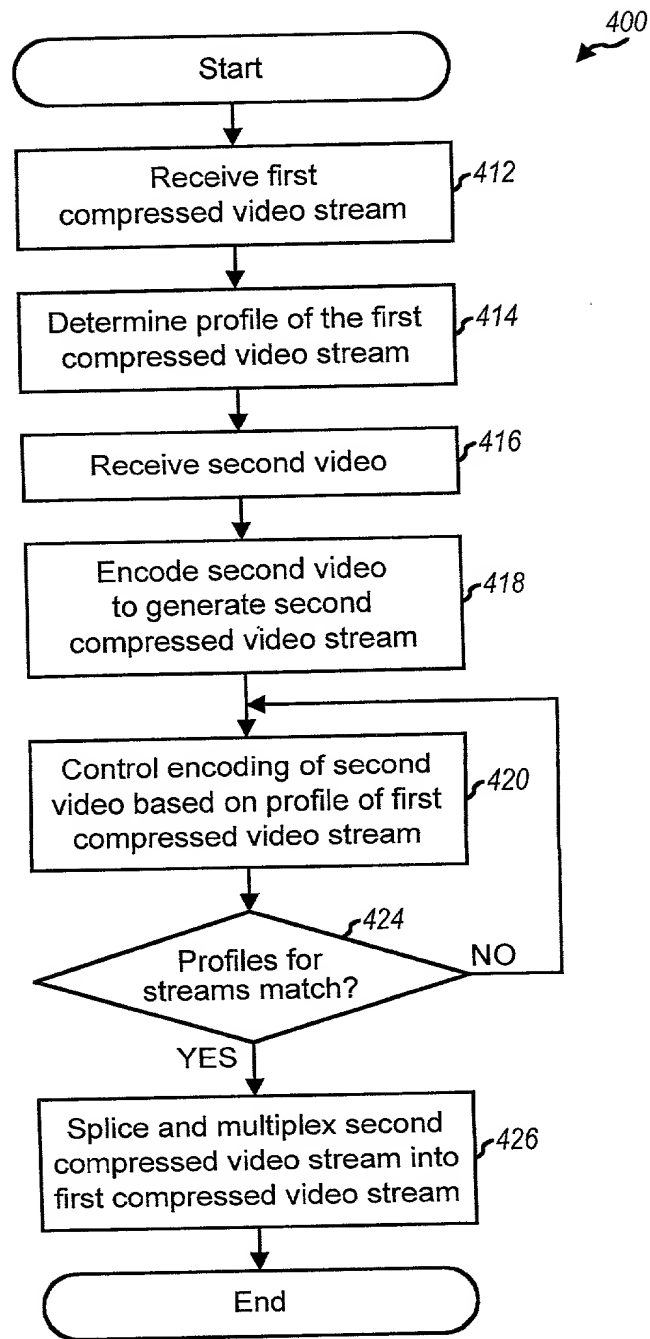 400
Start
Receive first
compressed video stream
412
Determine profile of the first
compressed video stream
414
Receive second video
416
Encode second video
to generate second
compressed video stream
418
Control encoding of second
video based on profile of first
compressed video stream
420
424
Profiles for
streams match?
NO
YES
Splice and multiplex second
compressed video stream into
first compressed video stream
426
End